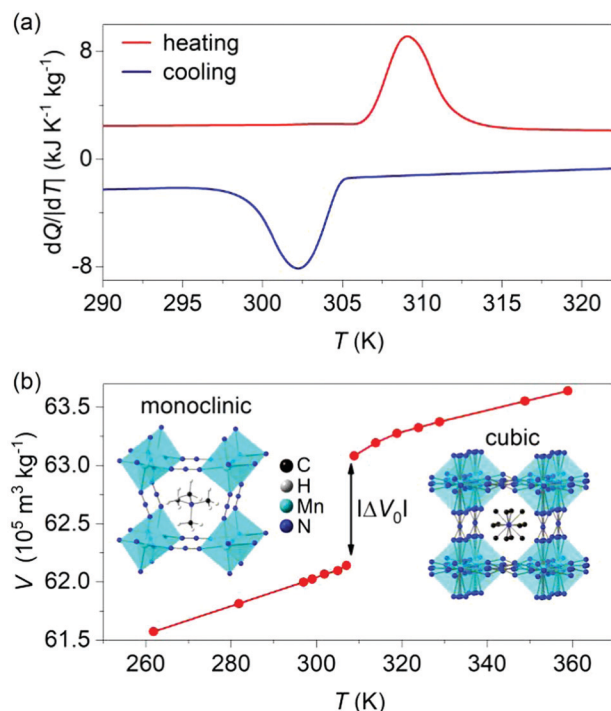 (a)
heating
cooling
dQ/|dT| (kJ K⁻¹ kg⁻¹)
8
0
-8
290 295 300 305 310 315 320
T (K)
(b)
V (10⁵ m³ kg⁻¹)
63.5
63.0
62.5
62.0
61.5
monoclinic
C
H
Mn
N
|ΔV₀|
cubic
260 280 300 320 340 360
T (K)